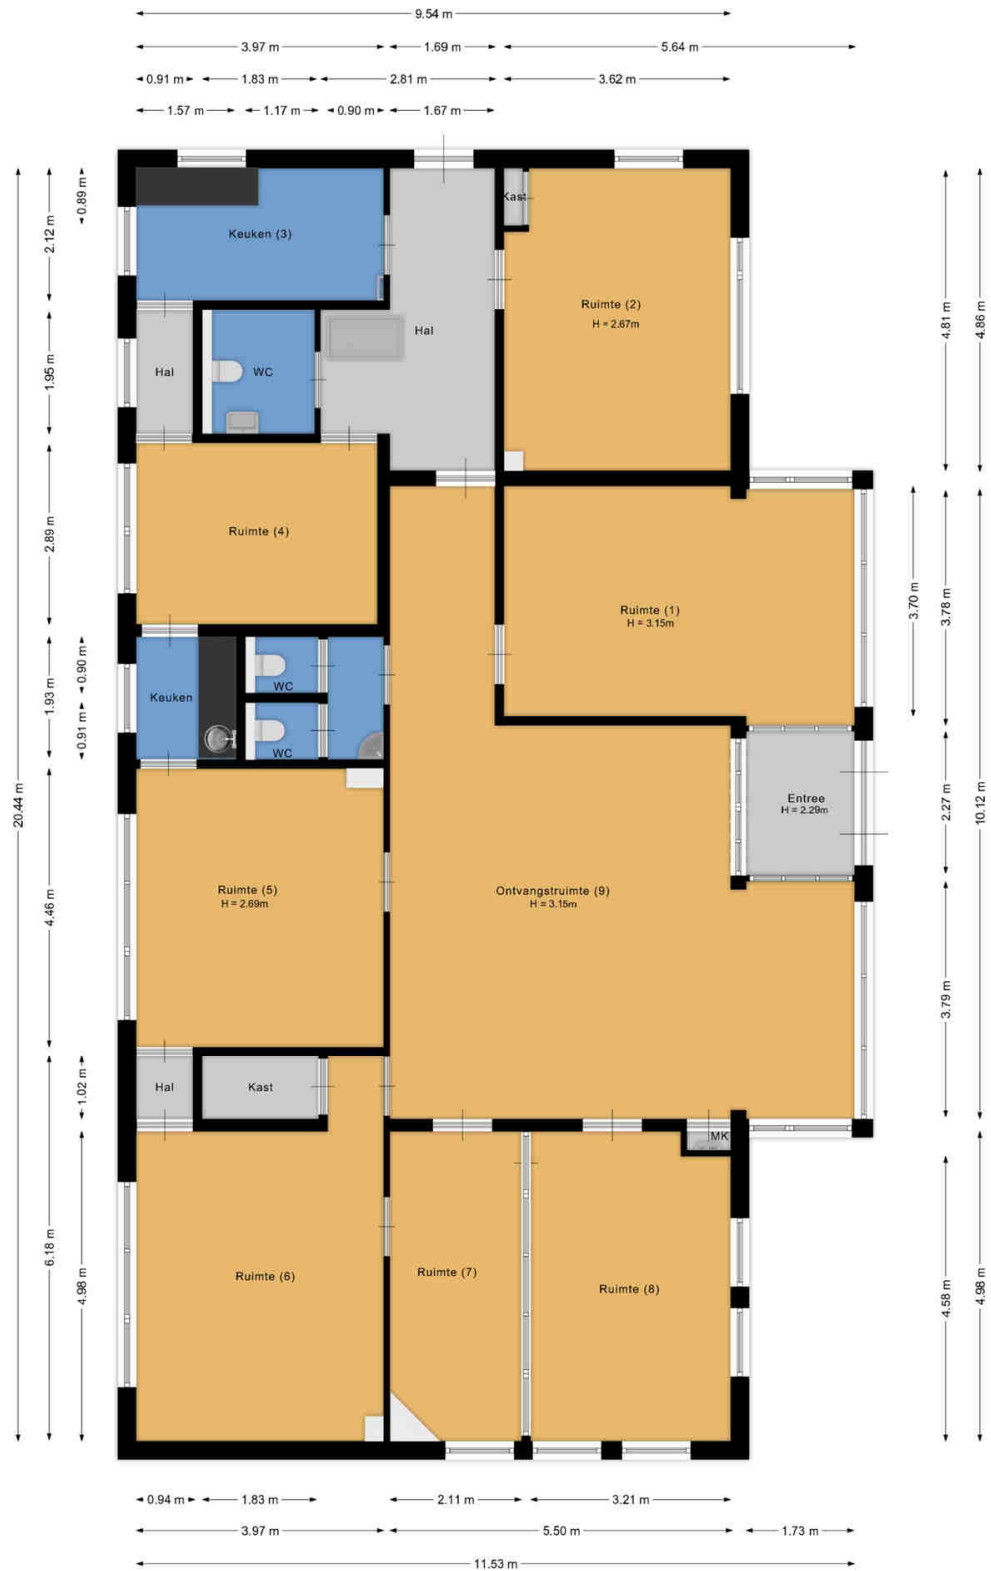 9.54 m
3.97 m
1.69 m
5.64 m
0.91 m
1.83 m
2.81 m
3.62 m
1.57 m
1.17 m
0.90 m
1.67 m
20.44 m
2.12 m
0.89 m
1.95 m
2.89 m
1.93 m
0.90 m
0.91 m
4.46 m
1.02 m
6.18 m
4.98 m
Keuken (3)
Kast
Ruimte (2)
H = 2.67m
Hal
Hal
WC
Ruimte (4)
Ruimte (1)
H = 3.15m
Keuken
WC
WC
Entree
H = 2.29m
Ruimte (5)
H = 2.69m
Ontvangstruimte (9)
H = 3.15m
Hal
Kast
MK
Ruimte (6)
Ruimte (7)
Ruimte (8)
4.81 m
4.86 m
3.70 m
3.78 m
2.27 m
10.12 m
3.79 m
4.58 m
4.98 m
0.94 m
1.83 m
2.11 m
3.21 m
3.97 m
5.50 m
1.73 m
11.53 m